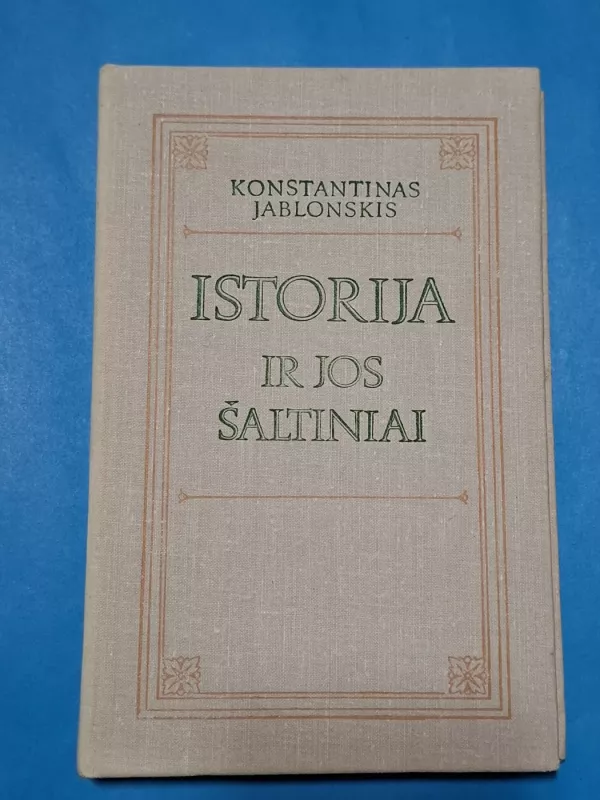 KONSTANTINAS
JABLONSKIS
ISTORIJA
IR JOS
ŠALTINIAI